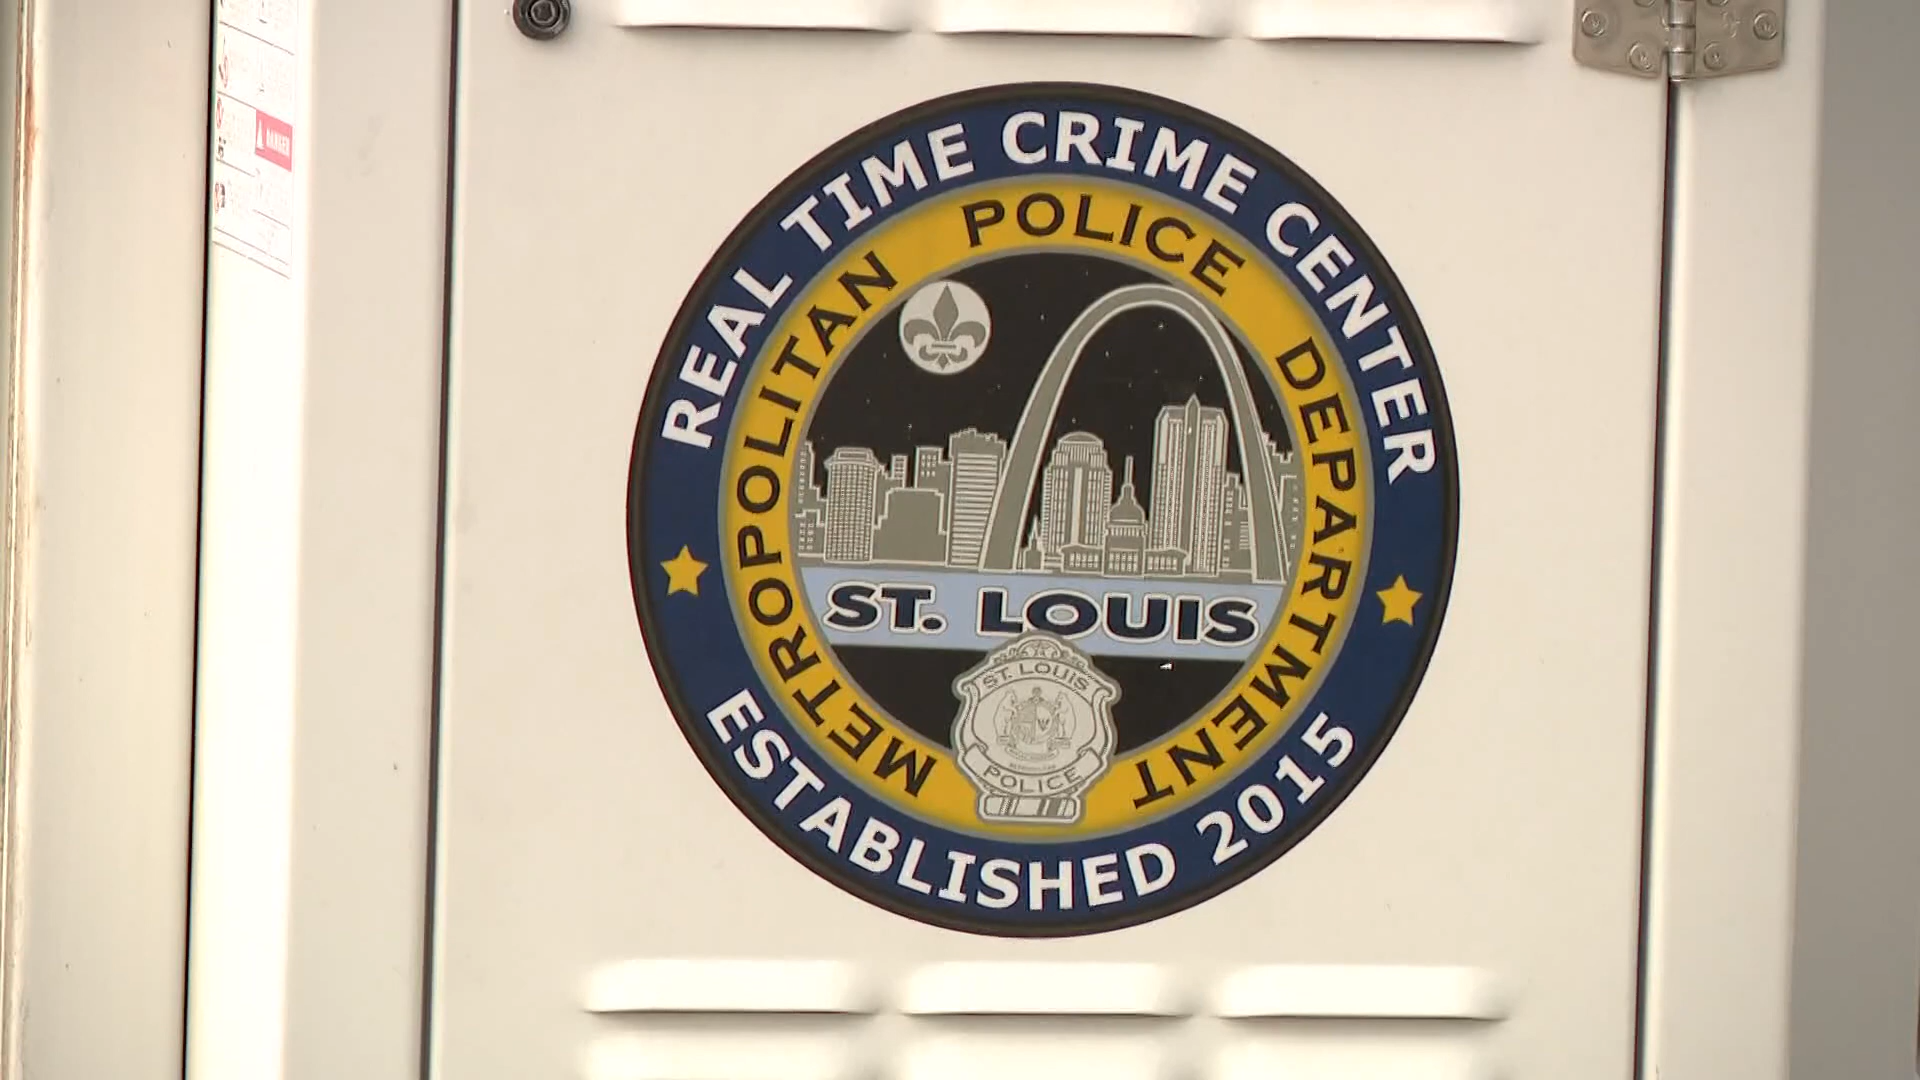 REAL TIME CRIME CENTER
METROPOLITAN POLICE DEPARTMENT
ST. LOUIS
ST. LOUIS
POLICE
ESTABLISHED 2015
DANGER